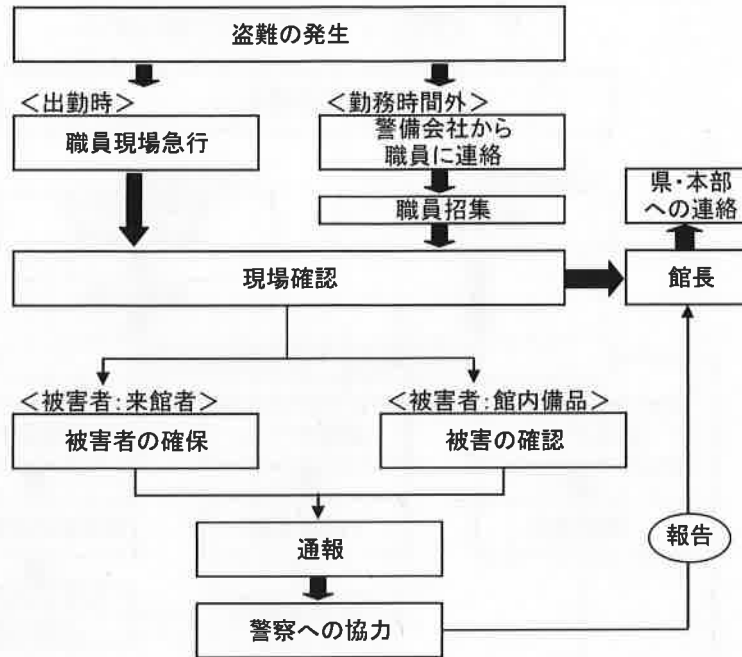 盗難の発生
<出勤時>
職員現場急行
<勤務時間外>
警備会社から
職員に連絡
職員招集
県・本部
への連絡
現場確認
館長
<被害者:来館者>
被害者の確保
<被害者:館内備品>
被害の確認
通報
報告
警察への協力